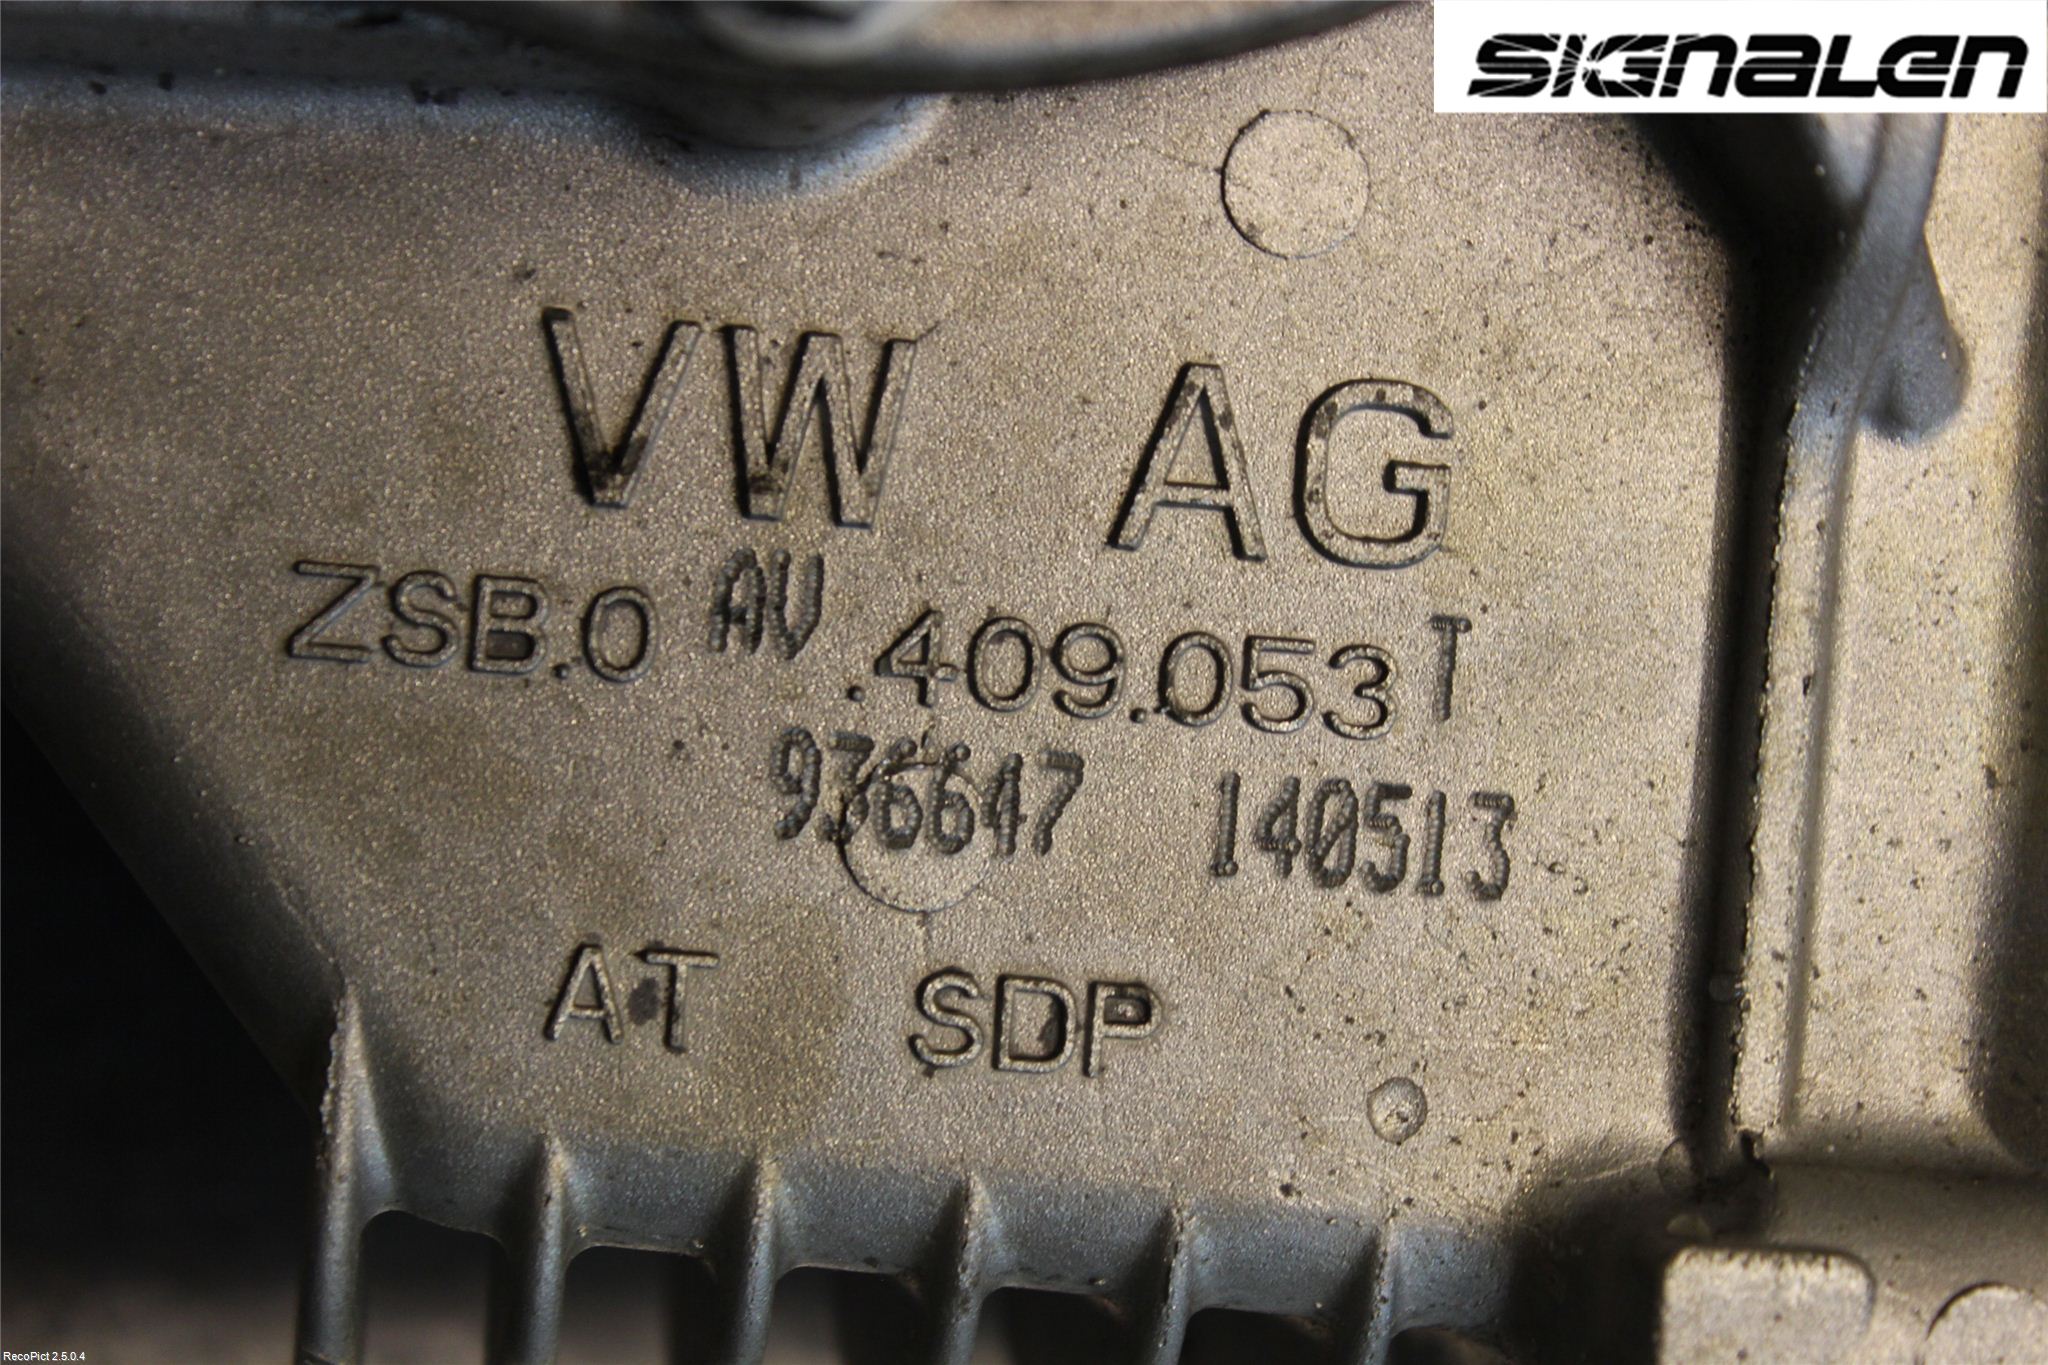 SIGNALEN
VW AG
ZSB.0 AV .409.053 T
936647 140513
AT SDP
RecoPict 2.5.0.4